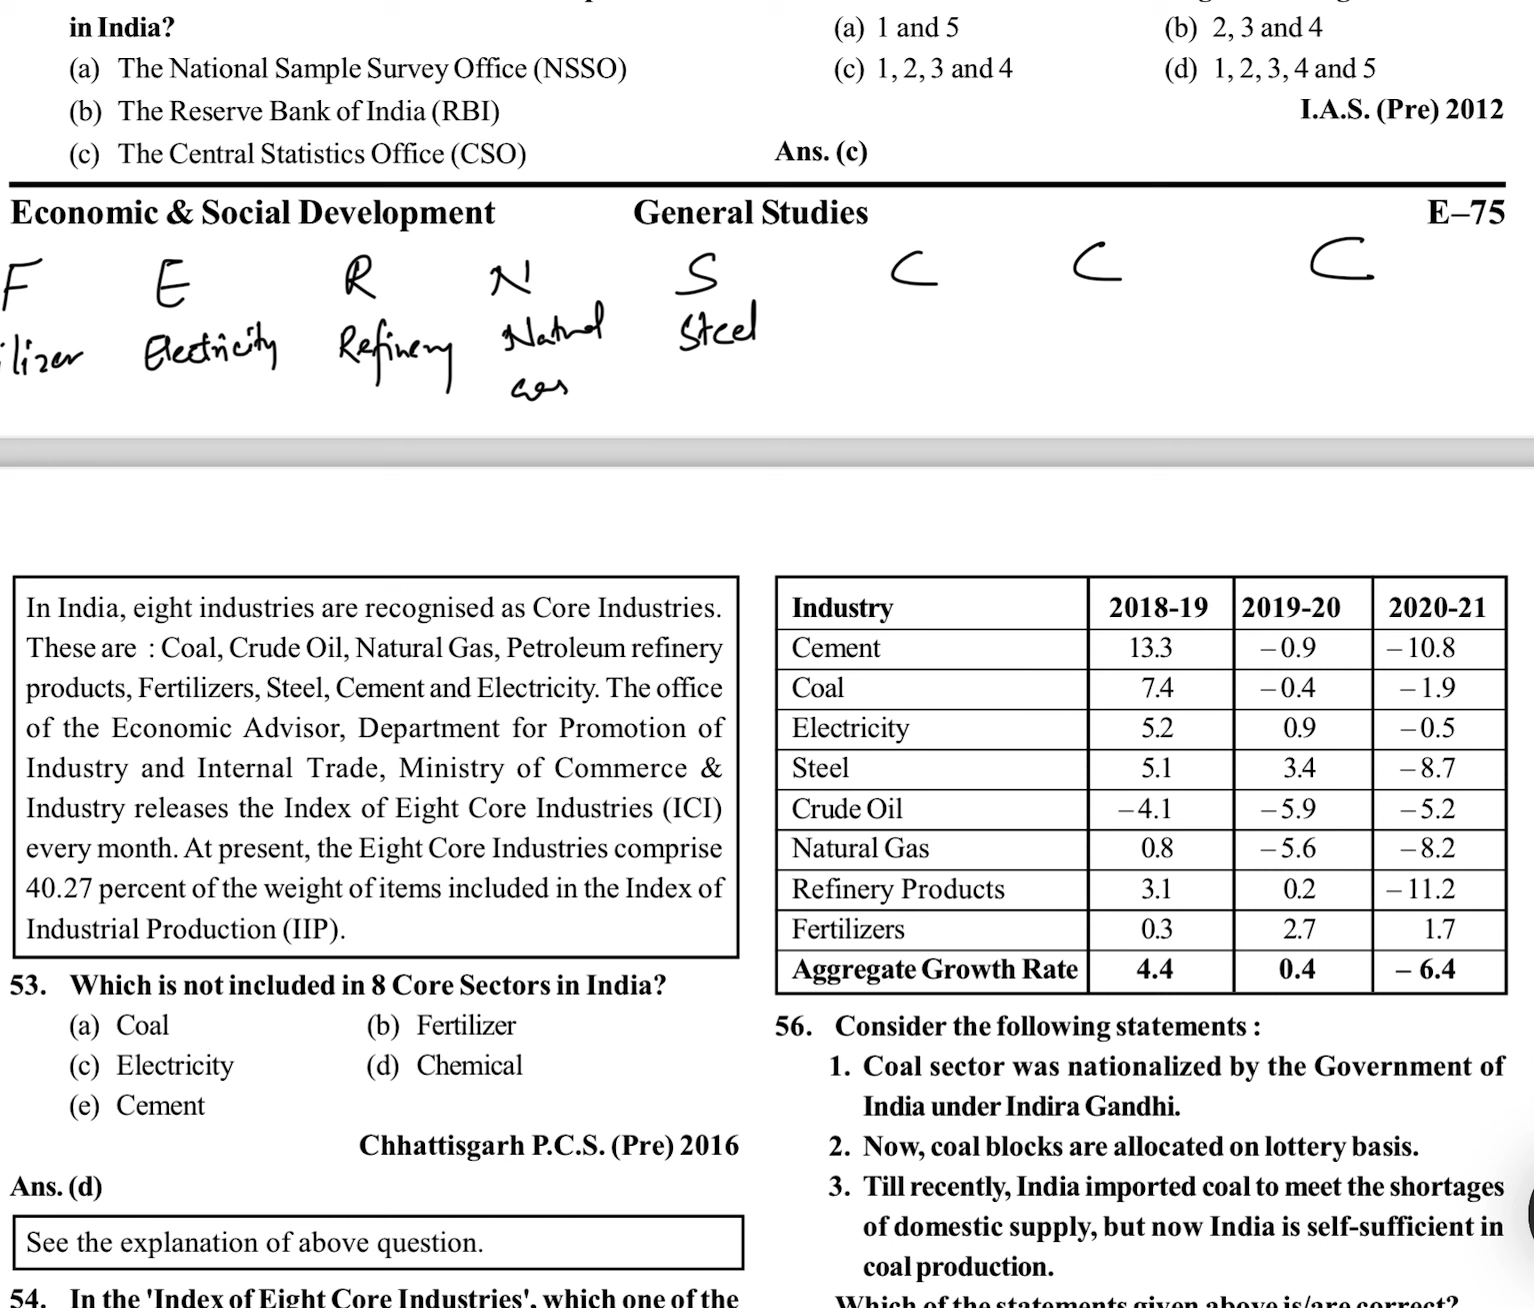 in India?
(a) The National Sample Survey Office (NSSO)
(b) The Reserve Bank of India (RBI)
(c) The Central Statistics Office (CSO)
(a) 1 and 5 (b) 2, 3 and 4
(c) 1, 2, 3 and 4 (d) 1, 2, 3, 4 and 5
I.A.S. (Pre) 2012
Ans. (c)
Economic & Social Development General Studies E–75
F E R N S C C C
ilizer Electricity Refinery Natural Steel
Gas
In India, eight industries are recognised as Core Industries.
These are : Coal, Crude Oil, Natural Gas, Petroleum refinery
products, Fertilizers, Steel, Cement and Electricity. The office
of the Economic Advisor, Department for Promotion of
Industry and Internal Trade, Ministry of Commerce &
Industry releases the Index of Eight Core Industries (ICI)
every month. At present, the Eight Core Industries comprise
40.27 percent of the weight of items included in the Index of
Industrial Production (IIP).
53. Which is not included in 8 Core Sectors in India?
(a) Coal (b) Fertilizer
(c) Electricity (d) Chemical
(e) Cement
Chhattisgarh P.C.S. (Pre) 2016
Ans. (d)
See the explanation of above question.
54. In the 'Index of Eight Core Industries', which one of the
Industry 2018-19 2019-20 2020-21
Cement 13.3 –0.9 –10.8
Coal 7.4 –0.4 –1.9
Electricity 5.2 0.9 –0.5
Steel 5.1 3.4 –8.7
Crude Oil –4.1 –5.9 –5.2
Natural Gas 0.8 –5.6 –8.2
Refinery Products 3.1 0.2 –11.2
Fertilizers 0.3 2.7 1.7
Aggregate Growth Rate 4.4 0.4 – 6.4
56. Consider the following statements :
1. Coal sector was nationalized by the Government of
India under Indira Gandhi.
2. Now, coal blocks are allocated on lottery basis.
3. Till recently, India imported coal to meet the shortages
of domestic supply, but now India is self-sufficient in
coal production.
Which of the statements given above is/are correct?